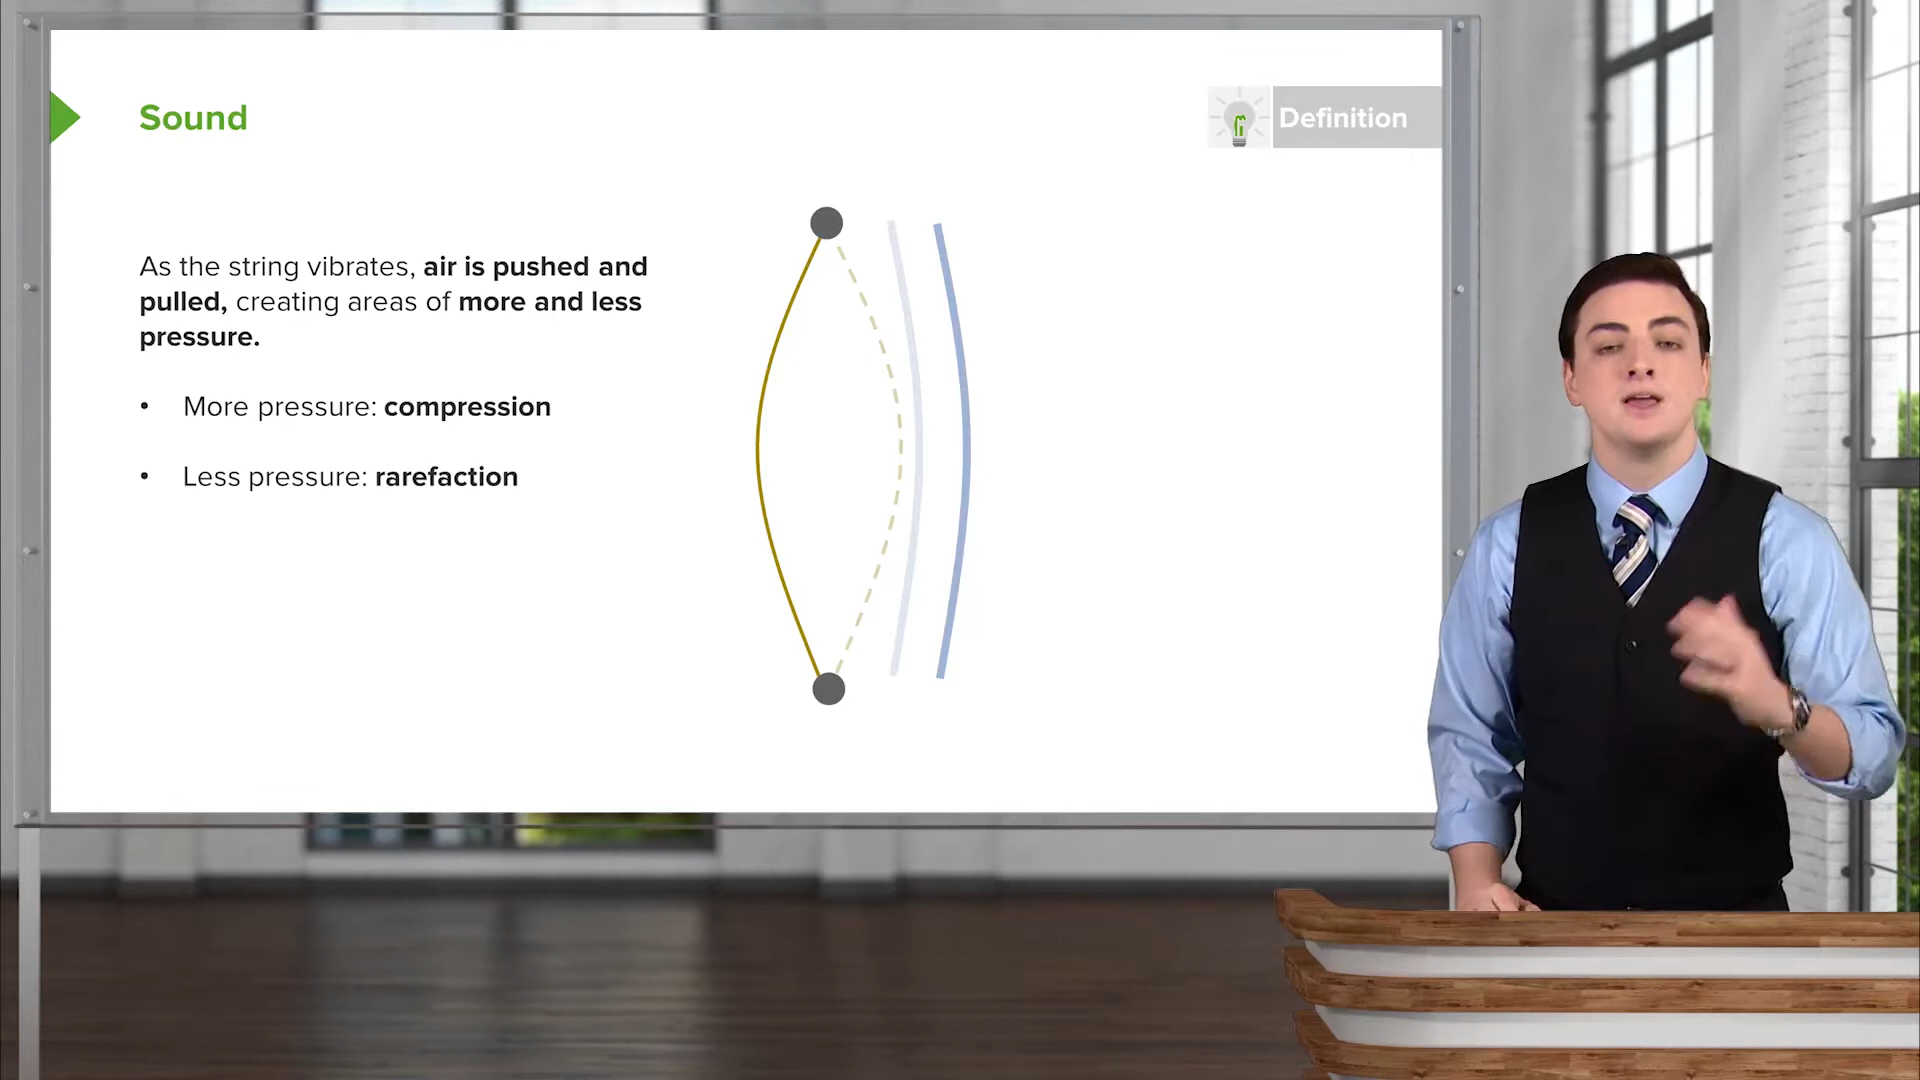 Sound
Definition
As the string vibrates, air is pushed and
pulled, creating areas of more and less
pressure.
• More pressure: compression
• Less pressure: rarefaction